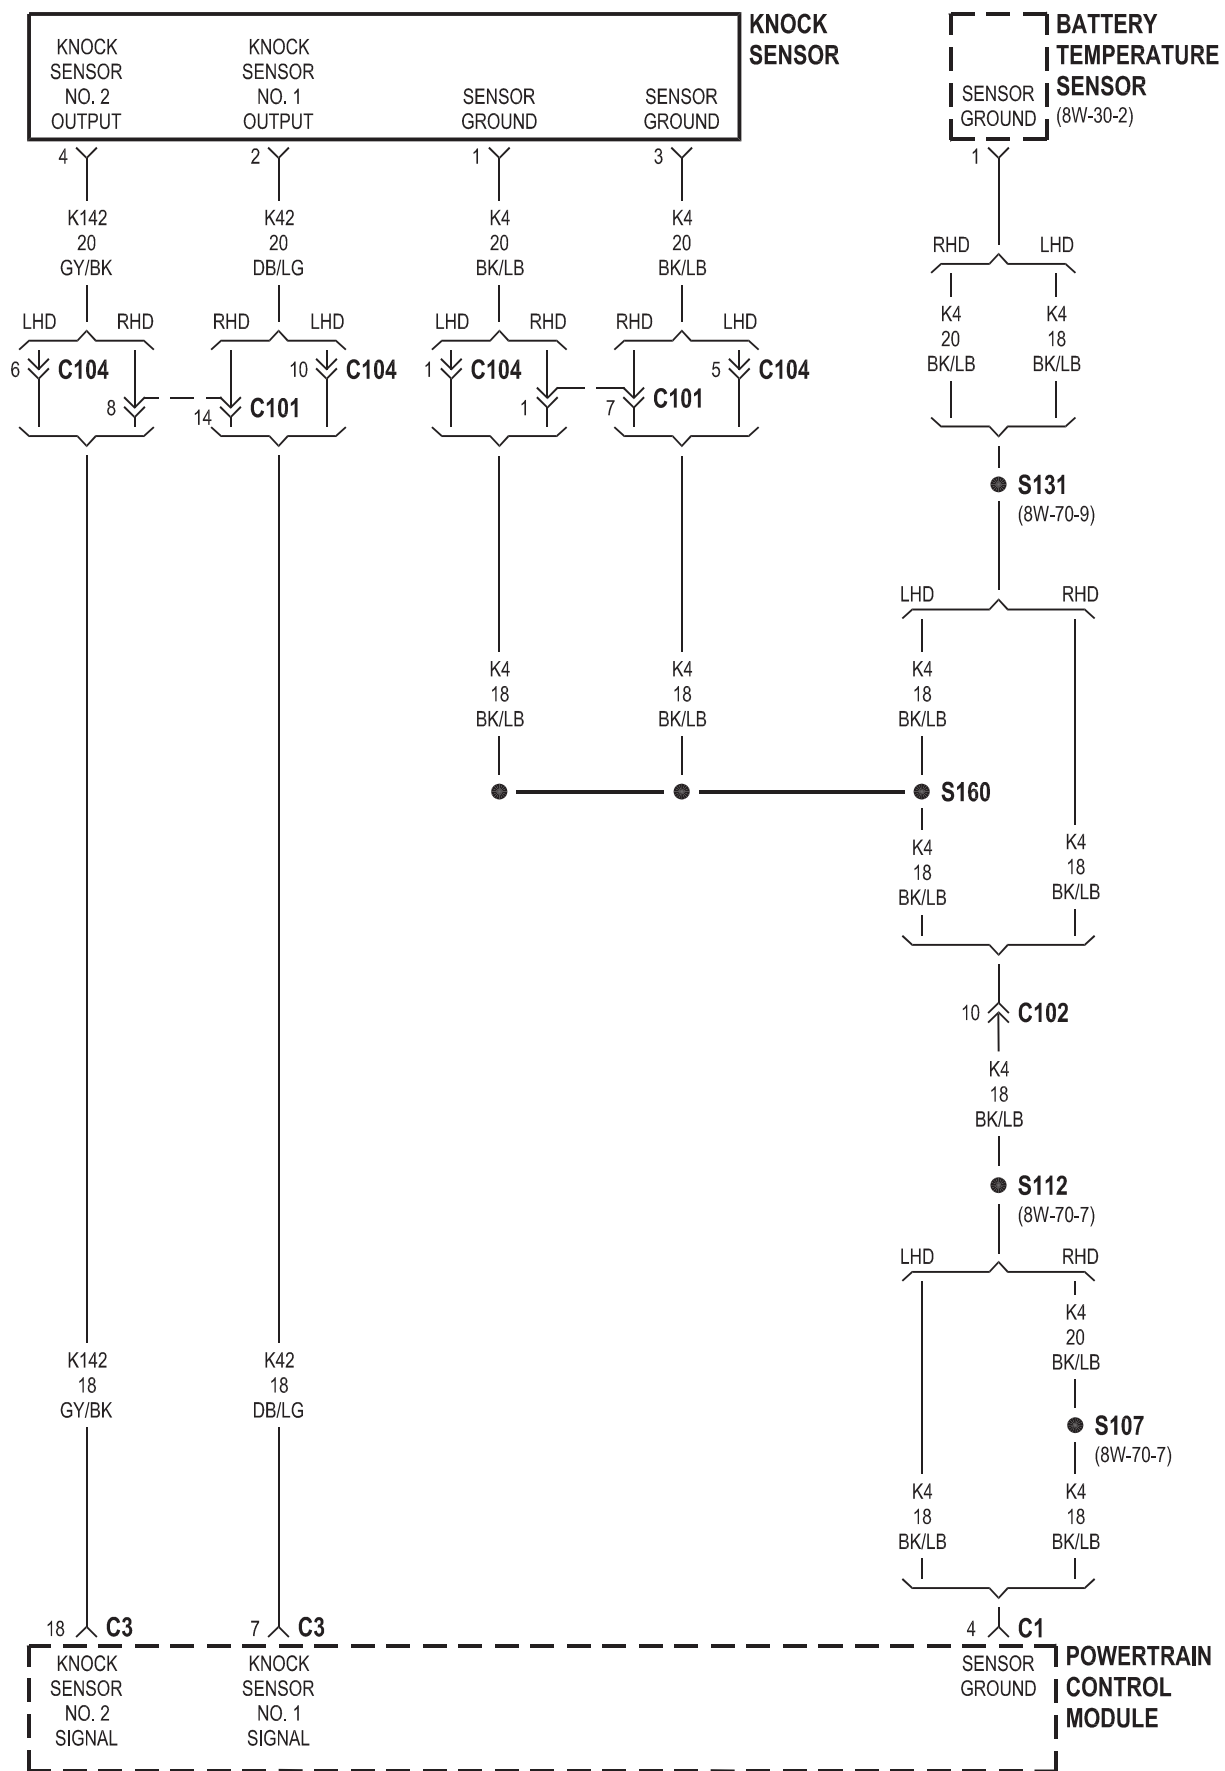 KNOCK
SENSOR
NO. 2
OUTPUT
KNOCK
SENSOR
NO. 1
OUTPUT
SENSOR
GROUND
SENSOR
GROUND
KNOCK
SENSOR
SENSOR
GROUND
BATTERY
TEMPERATURE
SENSOR
(8W-30-2)
4
2
1
3
1
K142
20
GY/BK
K42
20
DB/LG
K4
20
BK/LB
K4
20
BK/LB
RHD
LHD
K4
20
BK/LB
K4
18
BK/LB
LHD
RHD
RHD
LHD
LHD
RHD
RHD
LHD
6
C104
8
14
C101
10
C104
1
C104
1
7
C101
5
C104
S131
(8W-70-9)
LHD
RHD
K4
18
BK/LB
K4
18
BK/LB
K4
18
BK/LB
S160
K4
18
BK/LB
K4
18
BK/LB
10
C102
K4
18
BK/LB
S112
(8W-70-7)
LHD
RHD
K4
20
BK/LB
K142
18
GY/BK
K42
18
DB/LG
S107
(8W-70-7)
K4
18
BK/LB
K4
18
BK/LB
18
C3
7
C3
4
C1
KNOCK
SENSOR
NO. 2
SIGNAL
KNOCK
SENSOR
NO. 1
SIGNAL
SENSOR
GROUND
POWERTRAIN
CONTROL
MODULE